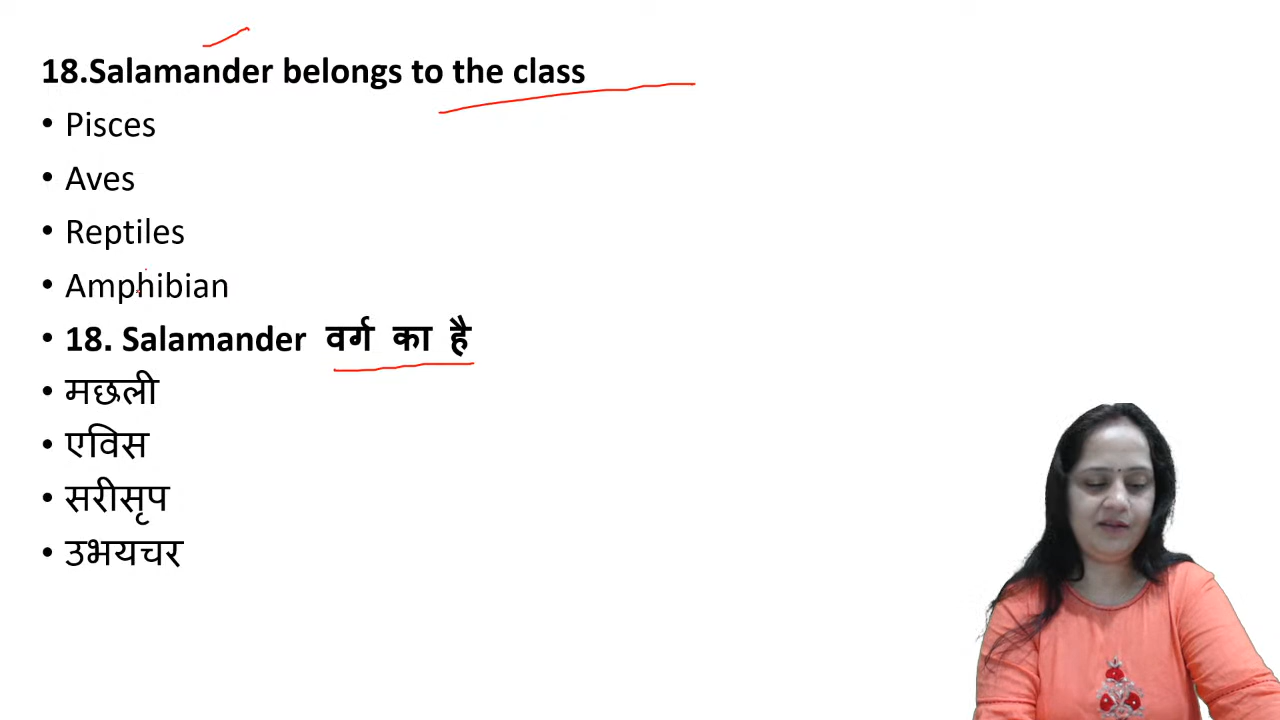 18.Salamander belongs to the class
• Pisces
• Aves
• Reptiles
• Amphibian
• 18. Salamander वर्ग का है
• मछली
• एविस
• सरीसृप
• उभयचर